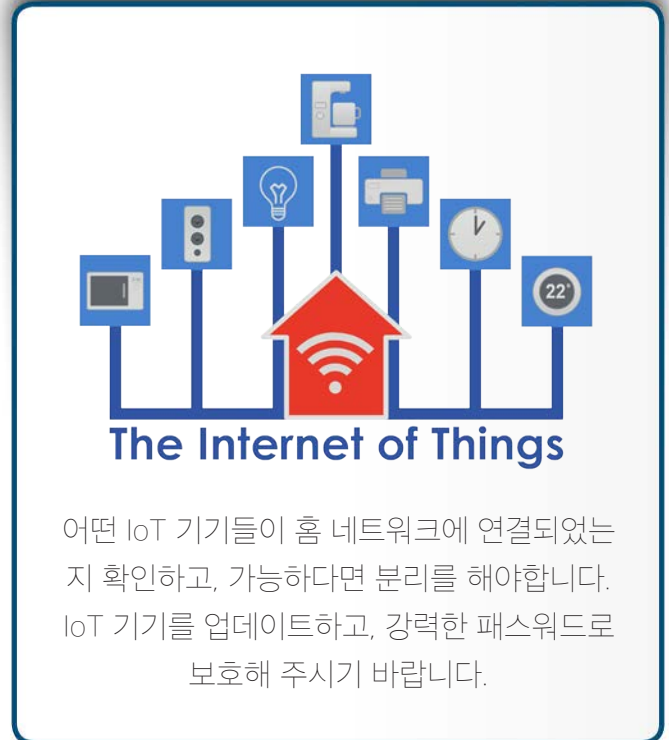 22°
The Internet of Things
어떤 IoT 기기들이 홈 네트워크에 연결되었는
지 확인하고, 가능하다면 분리를 해야합니다.
IoT 기기를 업데이트하고, 강력한 패스워드로
보호해 주시기 바랍니다.